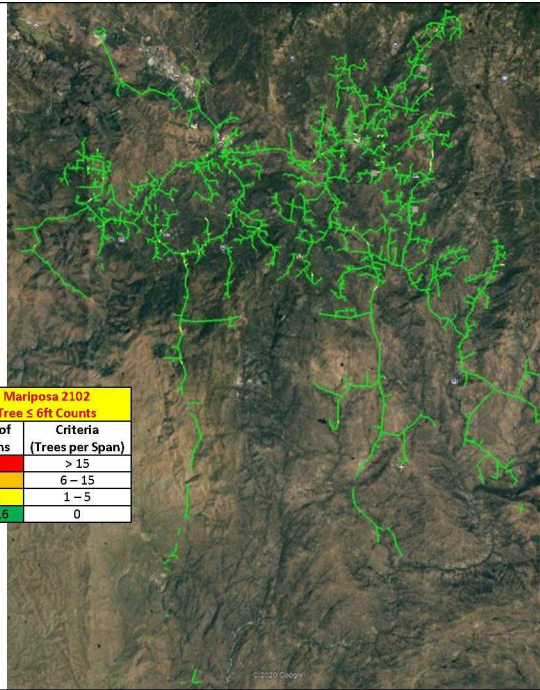 Mariposa 2102
Tree ≤ 6ft Counts
of
Criteria
ns
(Trees per Span)
> 15
6 – 15
1 – 5
6
0
© 2020 Google